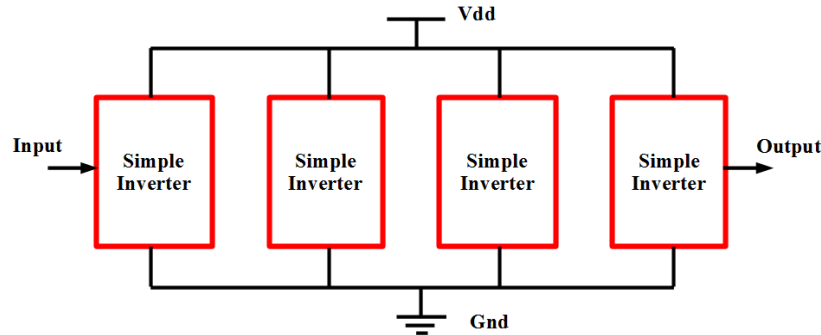 Vdd
Input
Simple
Inverter
Simple
Inverter
Simple
Inverter
Simple
Inverter
Output
Gnd